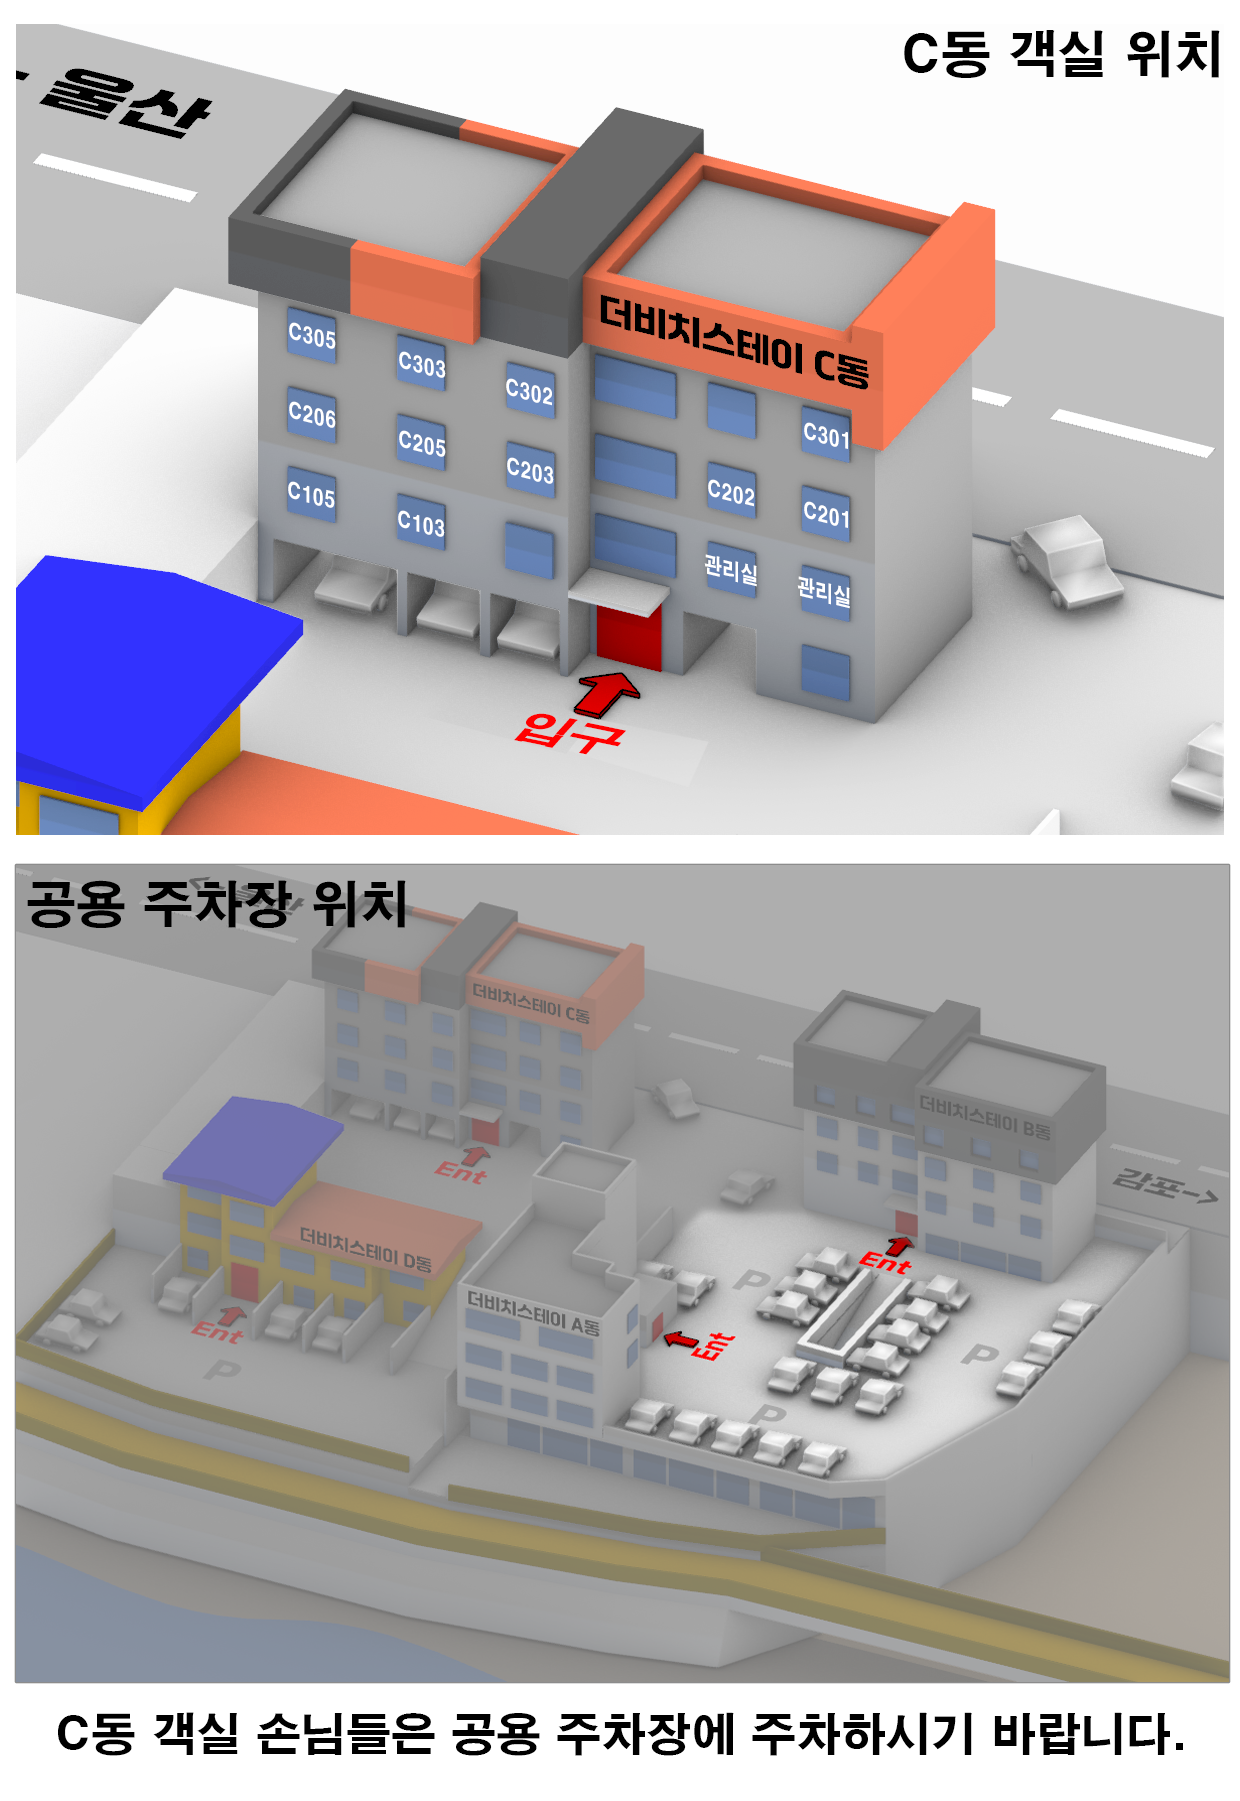 C동 객실 위치
울산
더비치스테이 C동
C305
C303
C302
C301
C206
C205
C203
C202
C201
C105
C103
관리실
관리실
입구
공용 주차장 위치
<-울산
더비치스테이 C동
Ent
더비치스테이 B동
감포->
Ent
더비치스테이 D동
Ent
P
더비치스테이 A동
Ent
P
P
P
C동 객실 손님들은 공용 주차장에 주차하시기 바랍니다.